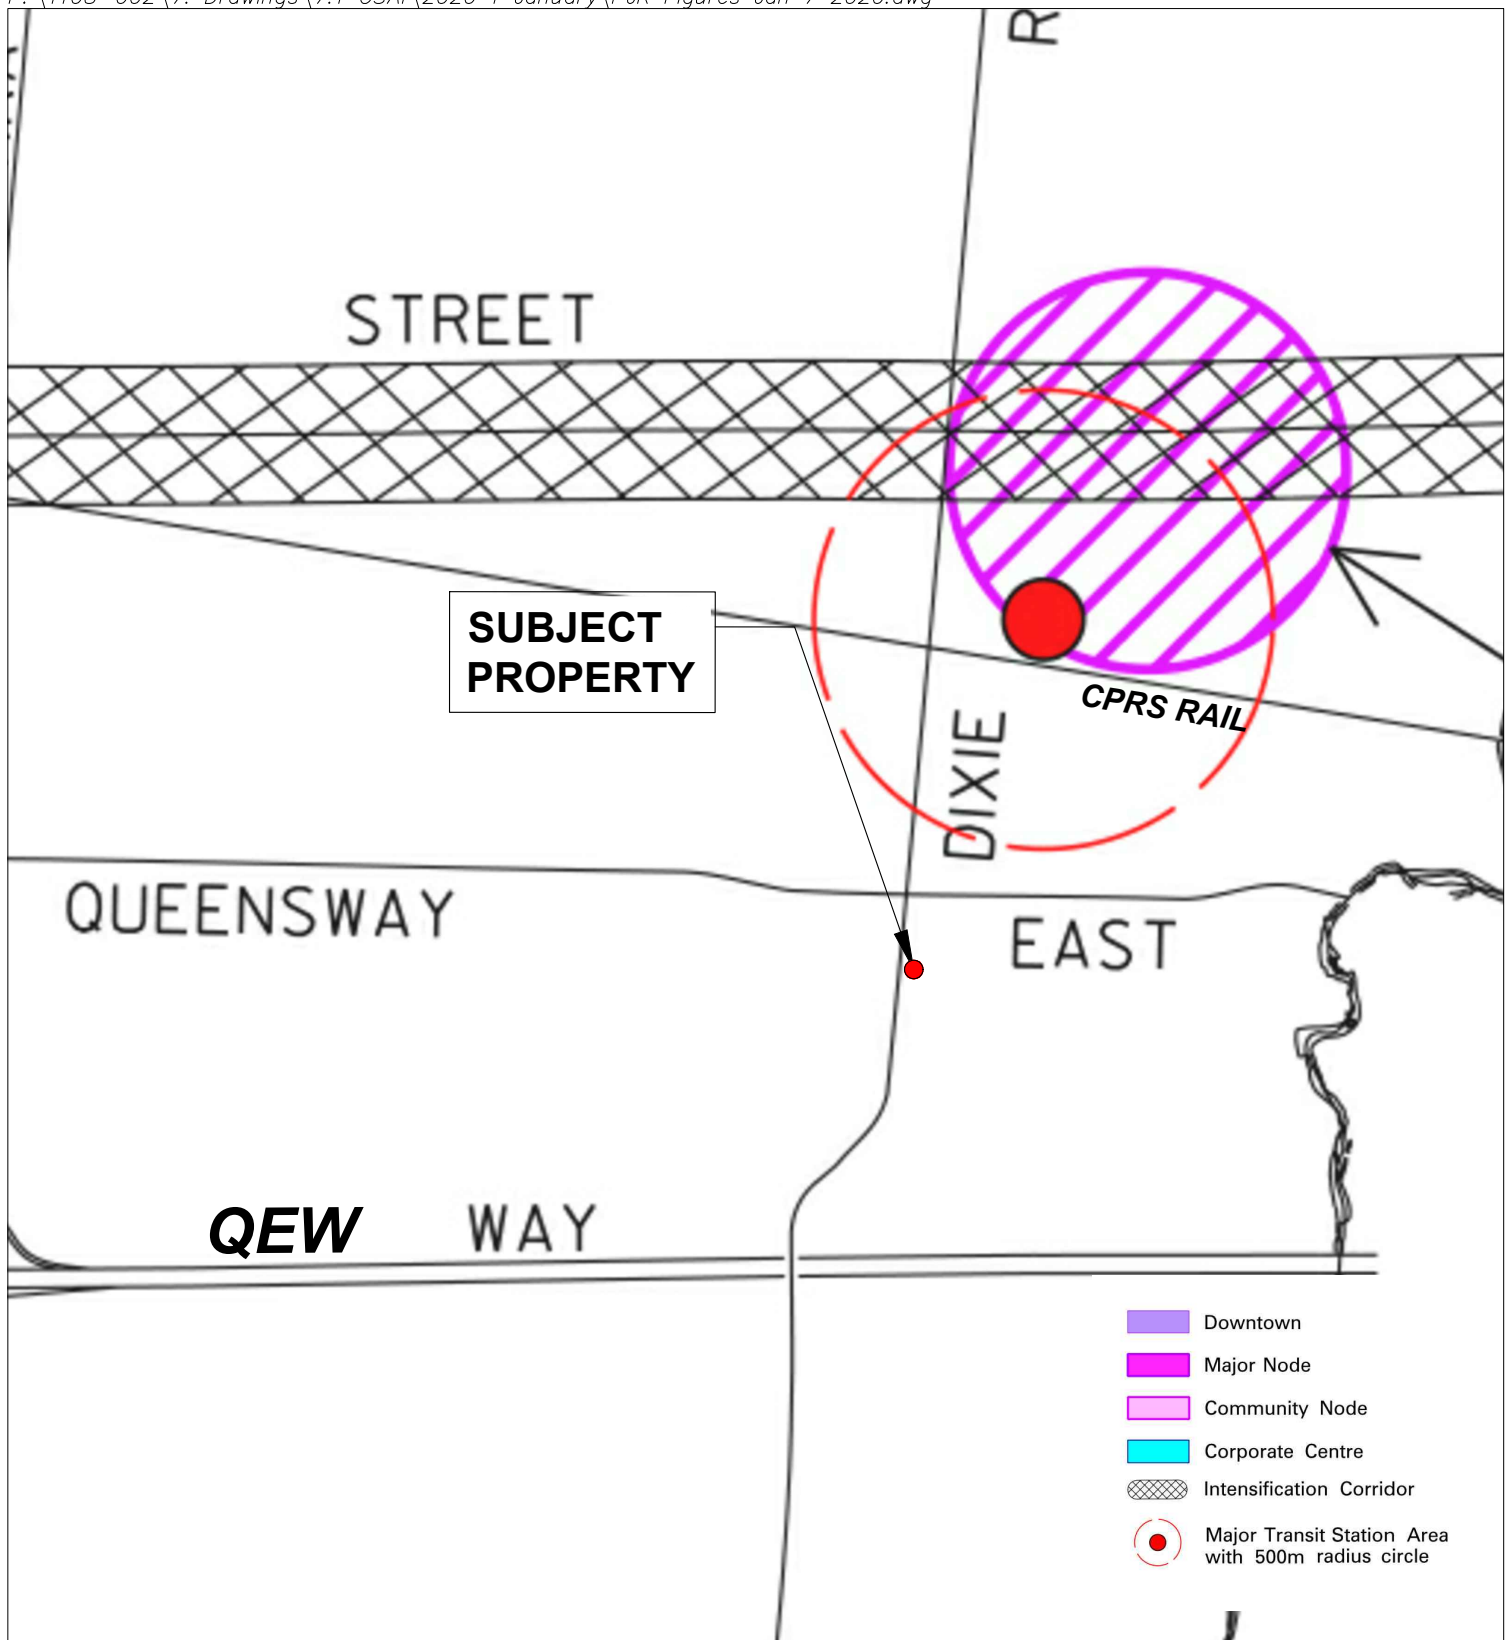 R
STREET
SUBJECT
PROPERTY
CPRS RAIL
DIXIE
QUEENSWAY
EAST
QEW
WAY
Downtown
Major Node
Community Node
Corporate Centre
Intensification Corridor
Major Transit Station Area
with 500m radius circle